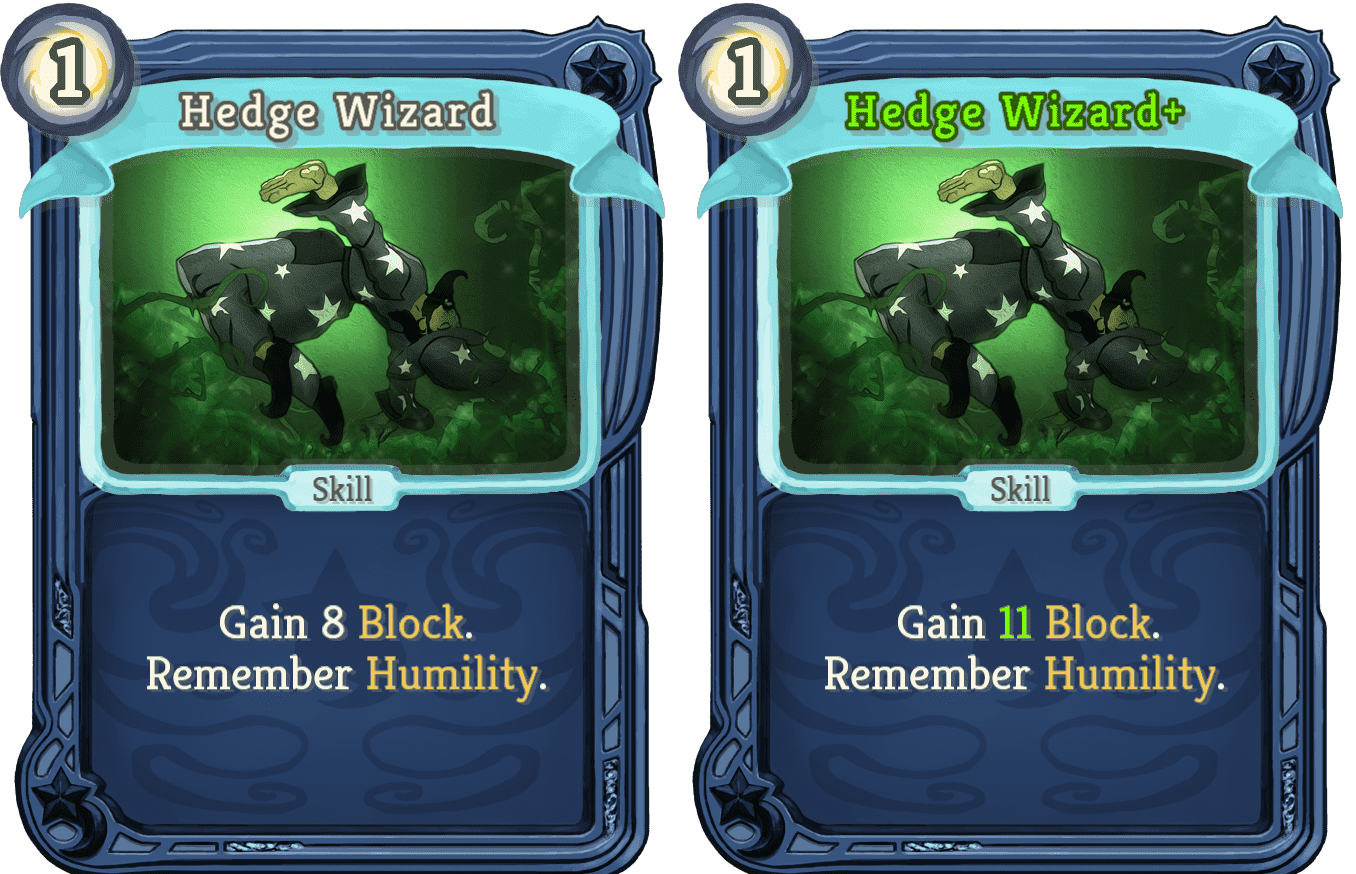 1
Hedge Wizard
Skill
Gain 8 Block.
Remember Humility.
1
Hedge Wizard+
Skill
Gain 11 Block.
Remember Humility.